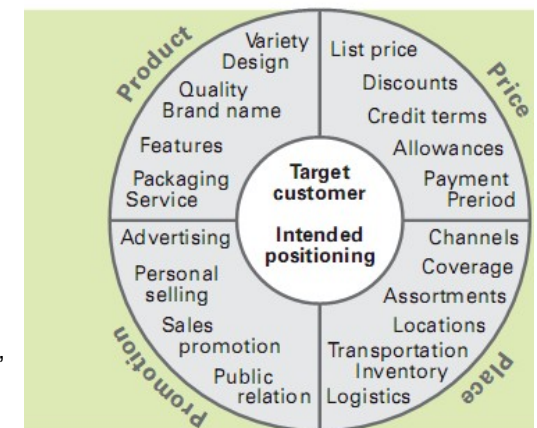 Product
Variety
Design
Quality
Brand name
Features
Packaging
Service
Price
List price
Discounts
Credit terms
Allowances
Payment
Preriod
Target
customer
Intended
positioning
Advertising
Personal
selling
Sales
promotion
Public
relation
Promotion
Channels
Coverage
Assortments
Locations
Transportation
Inventory
Logistics
Place
,